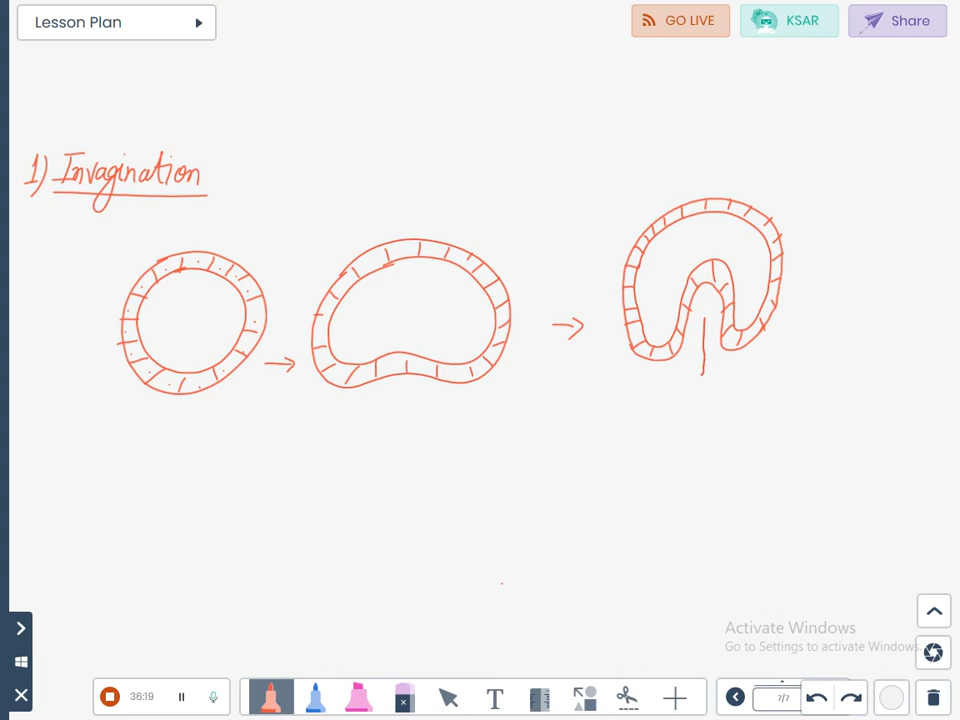 Lesson Plan
GO LIVE
KSAR
Share
1) Invagination
Activate Windows
Go to Settings to activate Windows.
36:19
T
7/7